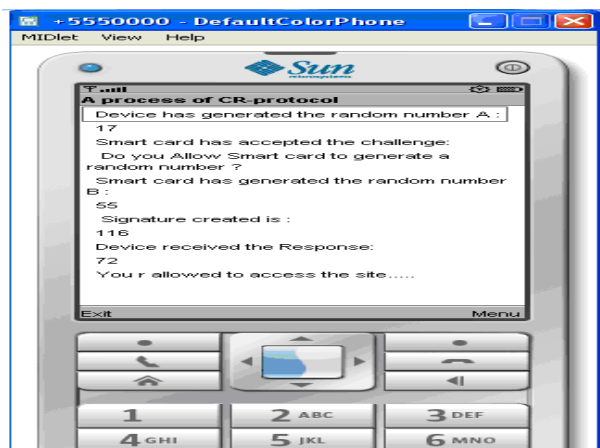 +5550000 - DefaultColorPhone
MIDlet View Help
Sun
microsystems
A process of CR-protocol
Device has generated the random number A :
17
Smart card has accepted the challenge:
Do you Allow Smart card to generate a
random number ?
Smart card has generated the random number
B :
55
Signature created is :
116
Device received the Response:
72
You r allowed to access the site.....
Exit Menu
1 2 ABC 3 DEF
4 GHI 5 JKL 6 MNO